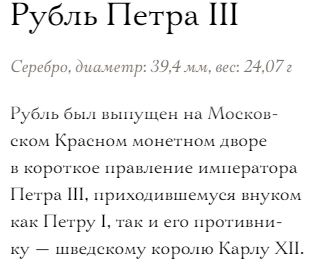 Рубль Петра III
Серебро, диаметр: 39,4 мм, вес: 24,07 г
Рубль был выпущен на Москов-
ском Красном монетном дворе
в короткое правление императора
Петра III, приходившемуся внуком
как Петру I, так и его противни-
ку — шведскому королю Карлу XII.